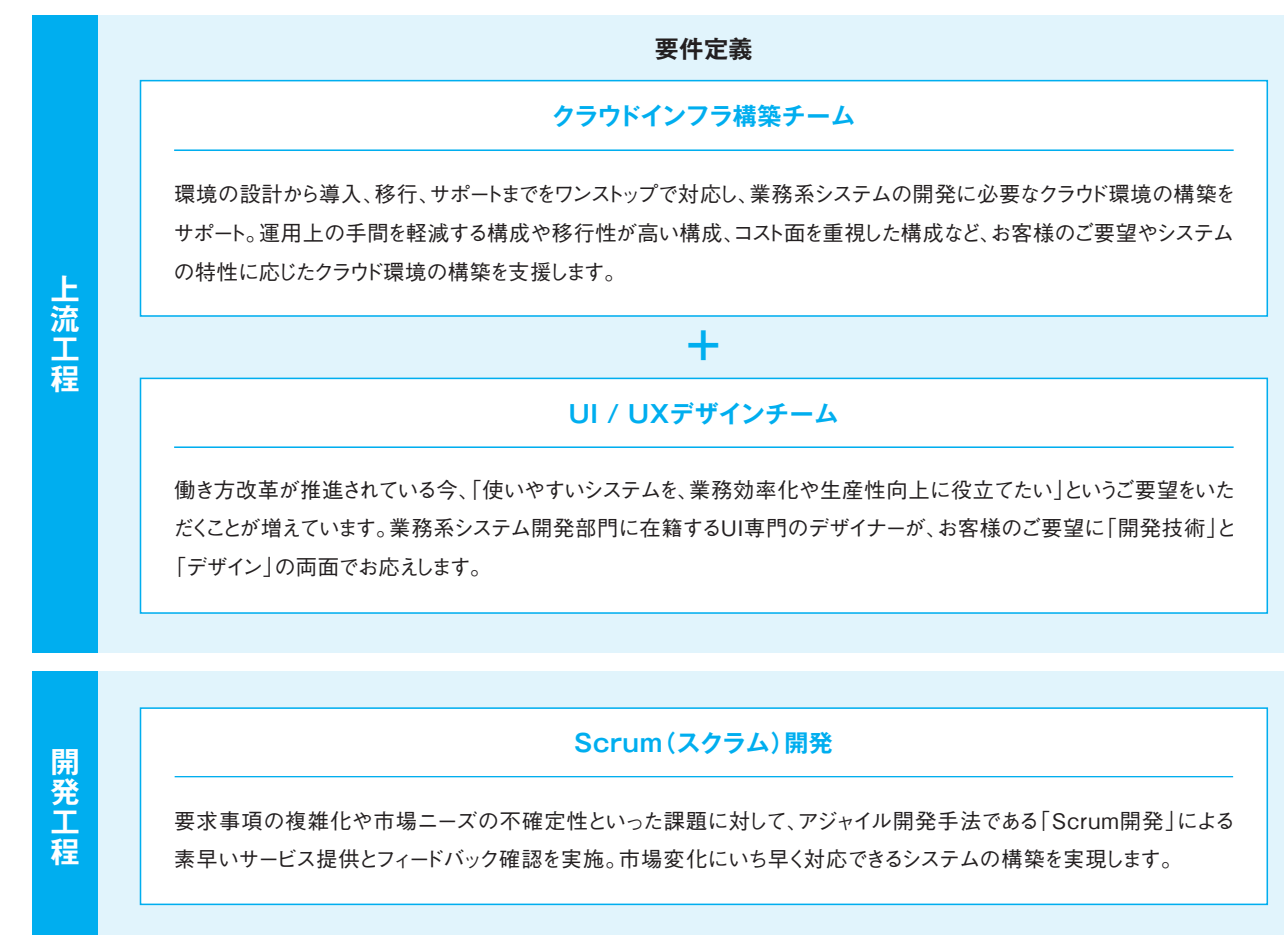 上流工程
要件定義
クラウドインフラ構築チーム
環境の設計から導入、移行、サポートまでをワンストップで対応し、業務系システムの開発に必要なクラウド環境の構築を
サポート。運用上の手間を軽減する構成や移行性が高い構成、コスト面を重視した構成など、お客様のご要望やシステム
の特性に応じたクラウド環境の構築を支援します。
+
UI / UXデザインチーム
働き方改革が推進されている今、「使いやすいシステムを、業務効率化や生産性向上に役立てたい」というご要望をいた
だくことが増えています。業務系システム開発部門に在籍するUI専門のデザイナーが、お客様のご要望に「開発技術」と
「デザイン」の両面でお応えします。
開発工程
Scrum（スクラム）開発
要求事項の複雑化や市場ニーズの不確定性といった課題に対して、アジャイル開発手法である「Scrum開発」による
素早いサービス提供とフィードバック確認を実施。市場変化にいち早く対応できるシステムの構築を実現します。